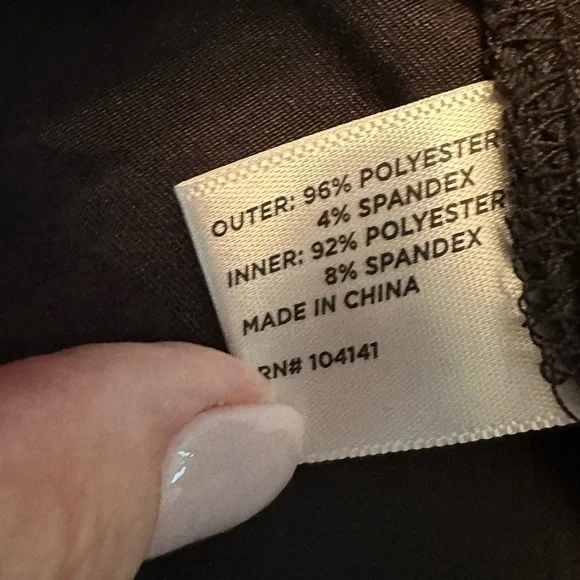 OUTER: 96% POLYESTER
4% SPANDEX
INNER: 92% POLYESTER
8% SPANDEX
MADE IN CHINA
RN# 104141